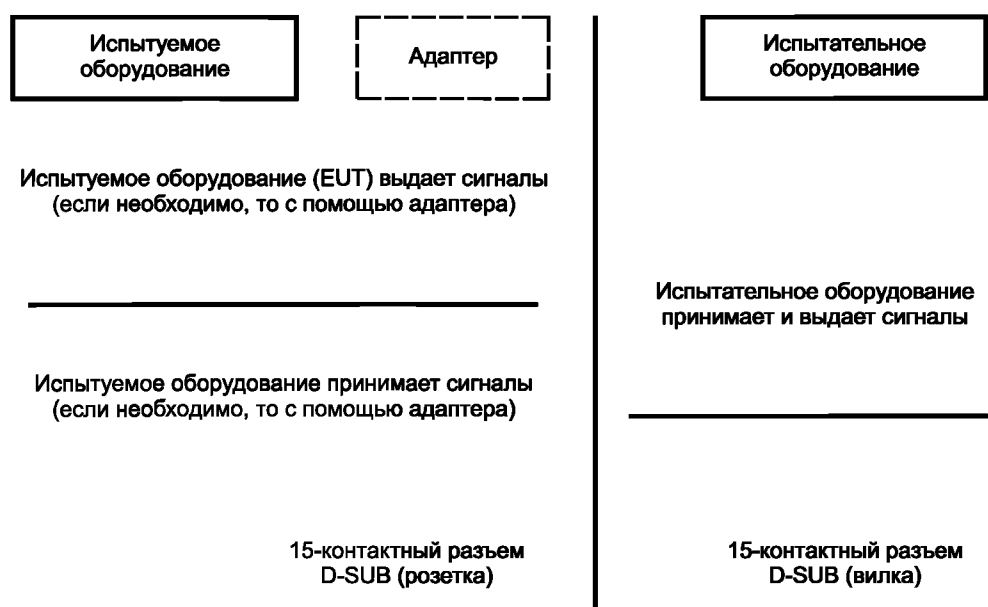 Испытуемое
оборудование
Адаптер
Испытательное
оборудование
Испытуемое оборудование (EUT) выдает сигналы
(если необходимо, то с помощью адаптера)
Испытательное оборудование
принимает и выдает сигналы
Испытуемое оборудование принимает сигналы
(если необходимо, то с помощью адаптера)
15-контактный разъем
D-SUB (розетка)
15-контактный разъем
D-SUB (вилка)